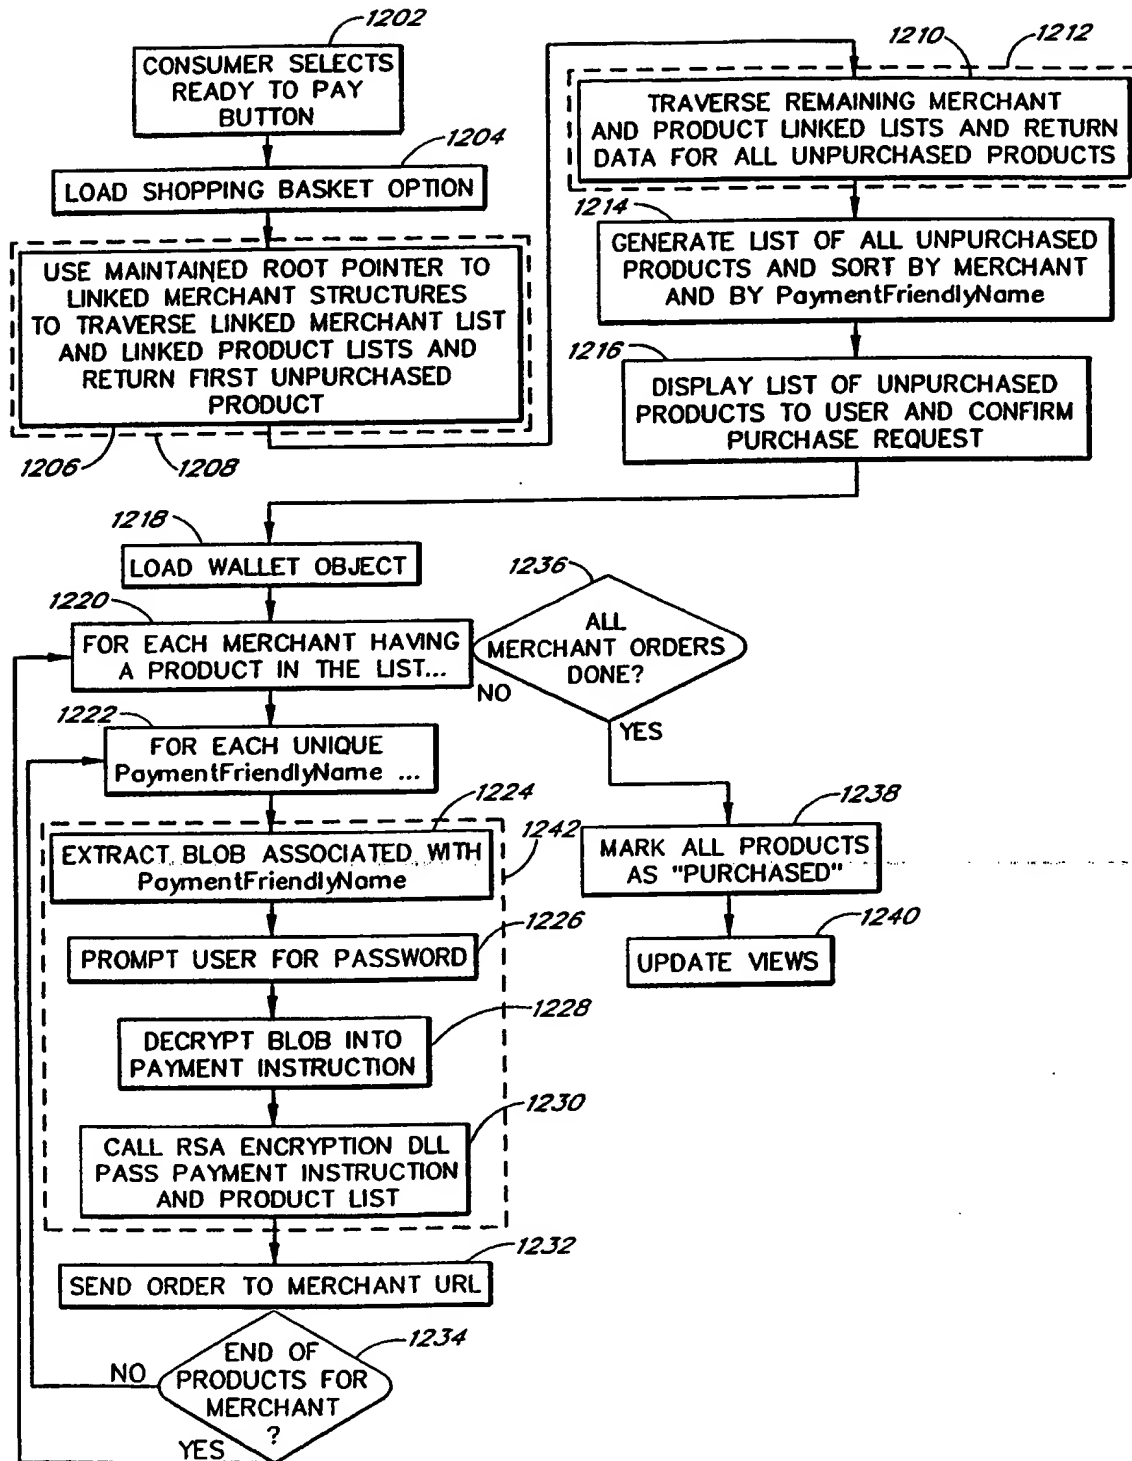 1202
CONSUMER SELECTS
READY TO PAY
BUTTON
1204
LOAD SHOPPING BASKET OPTION
USE MAINTAINED ROOT POINTER TO
LINKED MERCHANT STRUCTURES
TO TRAVERSE LINKED MERCHANT LIST
AND LINKED PRODUCT LISTS AND
RETURN FIRST UNPURCHASED
PRODUCT
1206
1208
1210
1212
TRAVERSE REMAINING MERCHANT
AND PRODUCT LINKED LISTS AND RETURN
DATA FOR ALL UNPURCHASED PRODUCTS
1214
GENERATE LIST OF ALL UNPURCHASED
PRODUCTS AND SORT BY MERCHANT
AND BY PaymentFriendlyName
1216
DISPLAY LIST OF UNPURCHASED
PRODUCTS TO USER AND CONFIRM
PURCHASE REQUEST
1218
LOAD WALLET OBJECT
1220
FOR EACH MERCHANT HAVING
A PRODUCT IN THE LIST...
1236
ALL
MERCHANT ORDERS
DONE?
NO
YES
1222
FOR EACH UNIQUE
PaymentFriendlyName ...
1224
1242
EXTRACT BLOB ASSOCIATED WITH
PaymentFriendlyName
1226
PROMPT USER FOR PASSWORD
1228
DECRYPT BLOB INTO
PAYMENT INSTRUCTION
1230
CALL RSA ENCRYPTION DLL
PASS PAYMENT INSTRUCTION
AND PRODUCT LIST
1232
SEND ORDER TO MERCHANT URL
1234
END OF
PRODUCTS FOR
MERCHANT
?
NO
YES
1238
MARK ALL PRODUCTS
AS "PURCHASED"
1240
UPDATE VIEWS